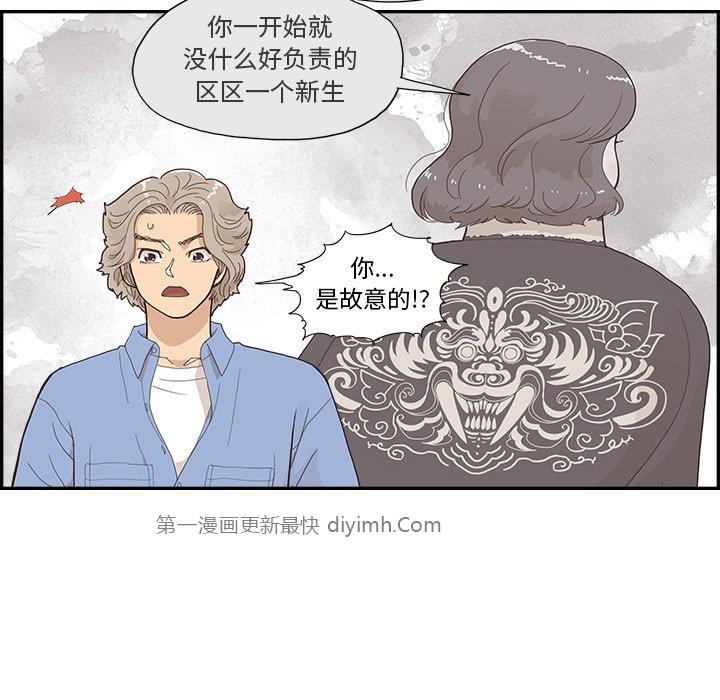 你一开始就
没什么好负责的
区区一个新生
你...
是故意的!?
第一漫画更新最快 diyimh.Com